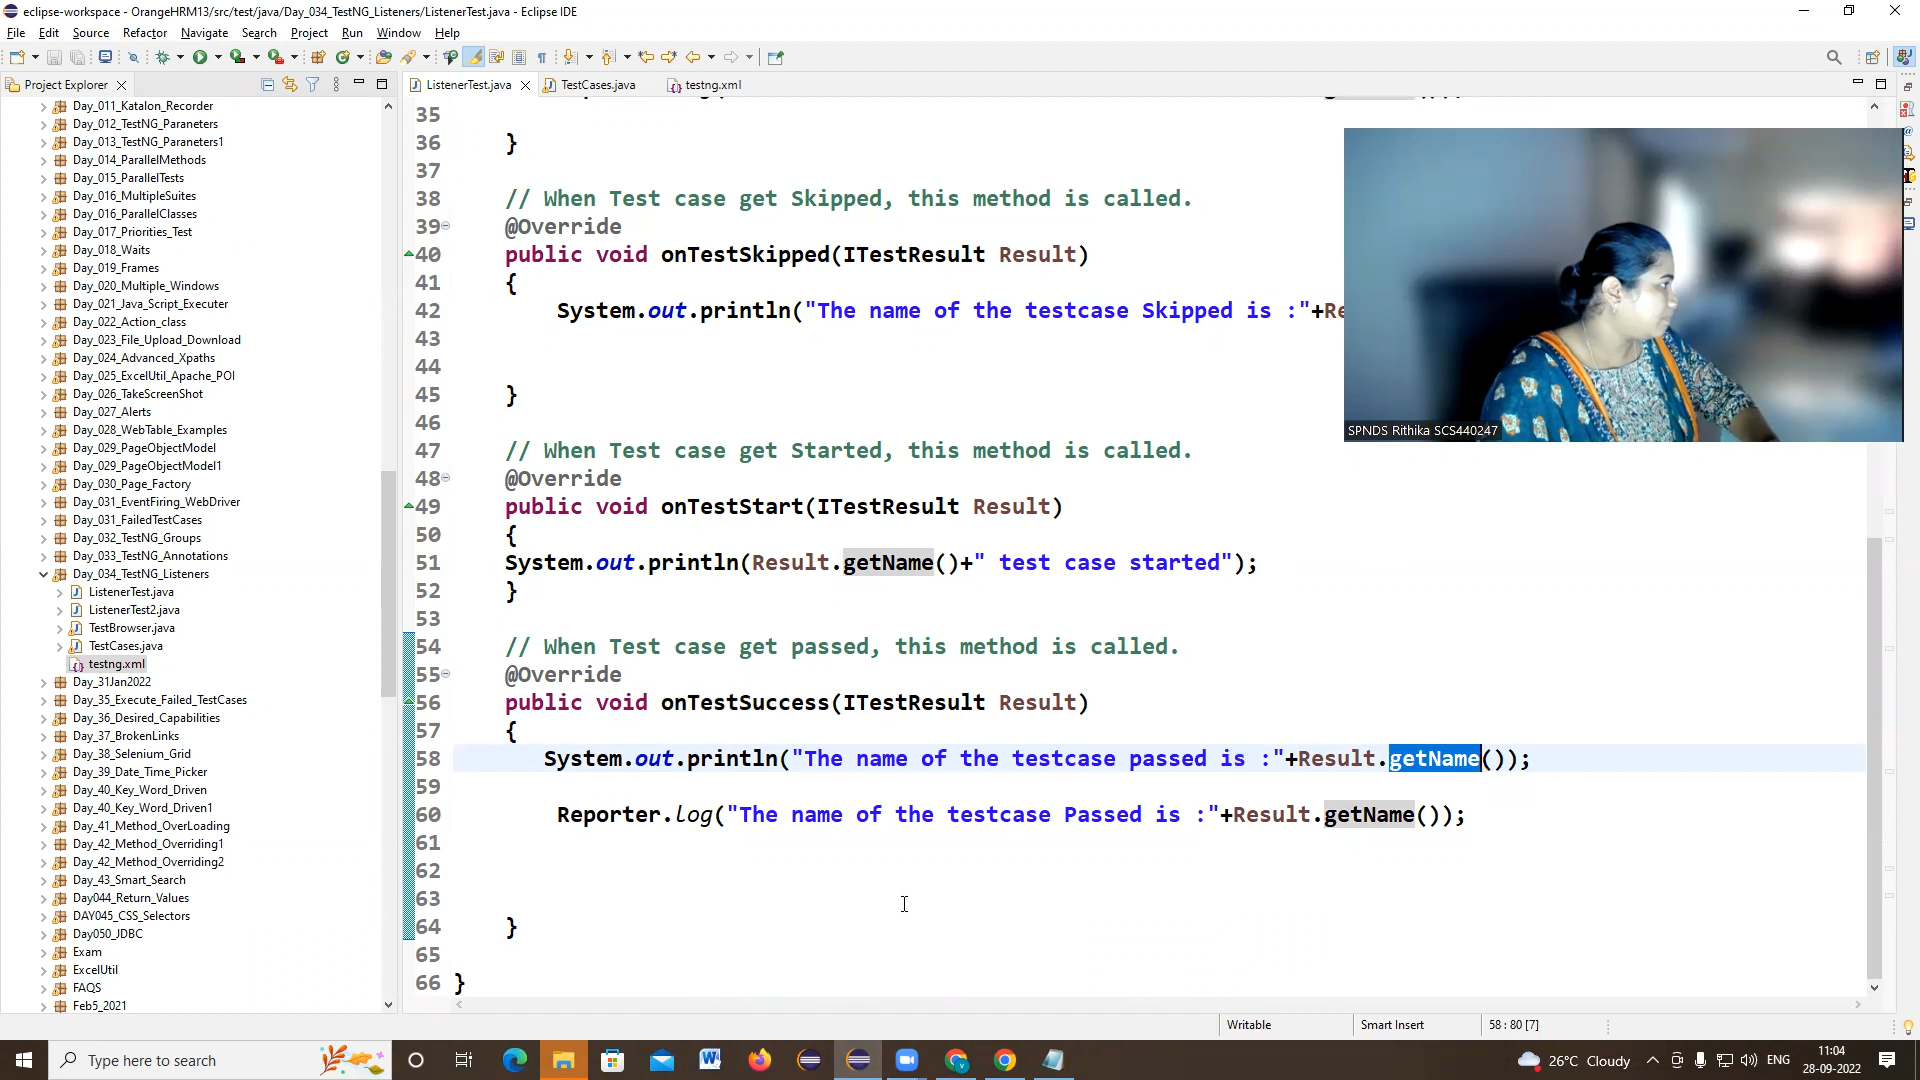 eclipse-workspace - OrangeHRM13/src/test/java/Day_034_TestNG_Listeners/ListenerTest.java - Eclipse IDE
File Edit Source Refactor Navigate Search Project Run Window Help
Project Explorer
ListenerTest.java
TestCases.java
testng.xml
Day_011_Katalon_Recorder
Day_012_TestNG_Paraneters
Day_013_TestNG_Paraneters1
Day_014_ParallelMethods
Day_015_ParallelTests
Day_016_MultipleSuites
Day_016_ParallelClasses
Day_017_Priorities_Test
Day_018_Waits
Day_019_Frames
Day_020_Multiple_Windows
Day_021_Java_Script_Executer
Day_022_Action_class
Day_023_File_Upload_Download
Day_024_Advanced_Xpaths
Day_025_ExcelUtil_Apache_POI
Day_026_TakeScreenShot
Day_027_Alerts
Day_028_WebTable_Examples
Day_029_PageObjectModel
Day_029_PageObjectModel1
Day_030_Page_Factory
Day_031_EventFiring_WebDriver
Day_031_FailedTestCases
Day_032_TestNG_Groups
Day_033_TestNG_Annotations
Day_034_TestNG_Listeners
ListenerTest.java
ListenerTest2.java
TestBrowser.java
TestCases.java
testng.xml
Day_31Jan2022
Day_35_Execute_Failed_TestCases
Day_36_Desired_Capabilities
Day_37_BrokenLinks
Day_38_Selenium_Grid
Day_39_Date_Time_Picker
Day_40_Key_Word_Driven
Day_40_Key_Word_Driven1
Day_41_Method_OverLoading
Day_42_Method_Overriding1
Day_42_Method_Overriding2
Day_43_Smart_Search
Day044_Return_Values
DAY045_CSS_Selectors
Day050_JDBC
Exam
ExcelUtil
FAQS
Feb5_2021
35
36 }
37
38 // When Test case get Skipped, this method is called.
39 @Override
40 public void onTestSkipped(ITestResult Result)
41 {
42 System.out.println("The name of the testcase Skipped is :"+Re
43
44
45 }
46
47 // When Test case get Started, this method is called.
48 @Override
49 public void onTestStart(ITestResult Result)
50 {
51 System.out.println(Result.getName()+" test case started");
52 }
53
54 // When Test case get passed, this method is called.
55 @Override
56 public void onTestSuccess(ITestResult Result)
57 {
58 System.out.println("The name of the testcase passed is :"+Result.getName());
59
60 Reporter.log("The name of the testcase Passed is :"+Result.getName());
61
62
63
64 }
65
66 }
SPNDS Rithika SCS440247
Writable Smart Insert 58 : 80 [7]
Type here to search
26°C Cloudy
ENG
11:04
28-09-2022